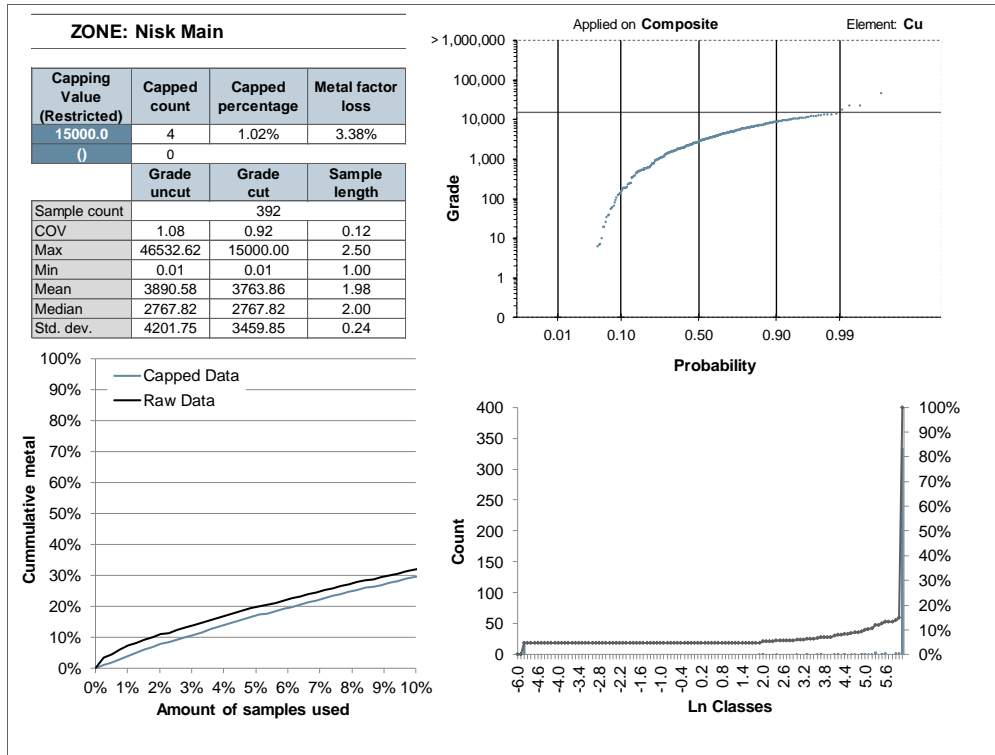 ZONE: Nisk Main
Capping Value (Restricted) Capped count Capped percentage Metal factor loss
15000.0 4 1.02% 3.38%
() 0
Grade uncut Grade cut Sample length
Sample count 392
COV 1.08 0.92 0.12
Max 46532.62 15000.00 2.50
Min 0.01 0.01 1.00
Mean 3890.58 3763.86 1.98
Median 2767.82 2767.82 2.00
Std. dev. 4201.75 3459.85 0.24
Applied on Composite Element: Cu
> 1,000,000
100,000
10,000
1,000
100
10
1
0
Grade
0.01 0.10 0.50 0.90 0.99
Probability
100%
90%
80%
70%
60%
50%
40%
30%
20%
10%
0%
Cummulative metal
Capped Data
Raw Data
0% 1% 2% 3% 4% 5% 6% 7% 8% 9% 10%
Amount of samples used
400
350
300
250
200
150
100
50
0
Count
100%
90%
80%
70%
60%
50%
40%
30%
20%
10%
0%
-6.0 -4.6 -4.0 -3.4 -2.8 -2.2 -1.6 -1.0 -0.4 0.2 0.8 1.4 2.0 2.6 3.2 3.8 4.4 5.0 5.6
Ln Classes